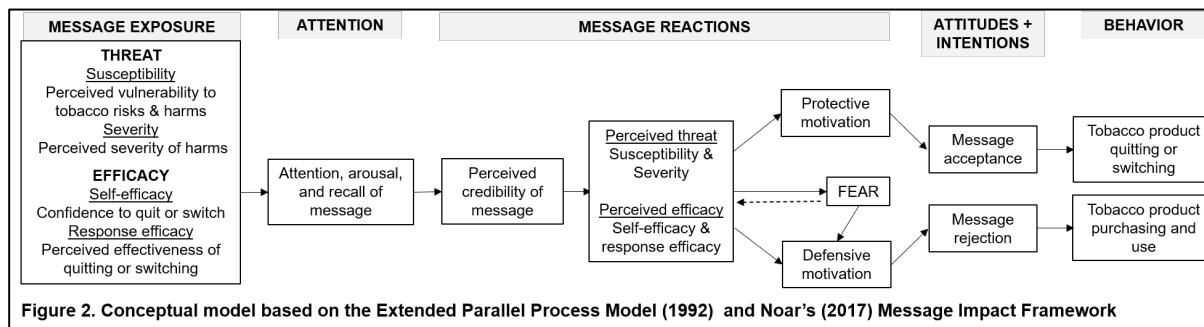 MESSAGE EXPOSURE
ATTENTION
MESSAGE REACTIONS
ATTITUDES +
INTENTIONS
BEHAVIOR
THREAT
Susceptibility
Perceived vulnerability to
tobacco risks & harms
Severity
Perceived severity of harms
EFFICACY
Self-efficacy
Confidence to quit or switch
Response efficacy
Perceived effectiveness of
quitting or switching
Attention, arousal,
and recall of
message
Perceived
credibility of
message
Perceived threat
Susceptibility &
Severity
Perceived efficacy
Self-efficacy &
response efficacy
Protective
motivation
FEAR
Defensive
motivation
Message
acceptance
Message
rejection
Tobacco product
quitting or
switching
Tobacco product
purchasing and
use
Figure 2. Conceptual model based on the Extended Parallel Process Model (1992) and Noar's (2017) Message Impact Framework